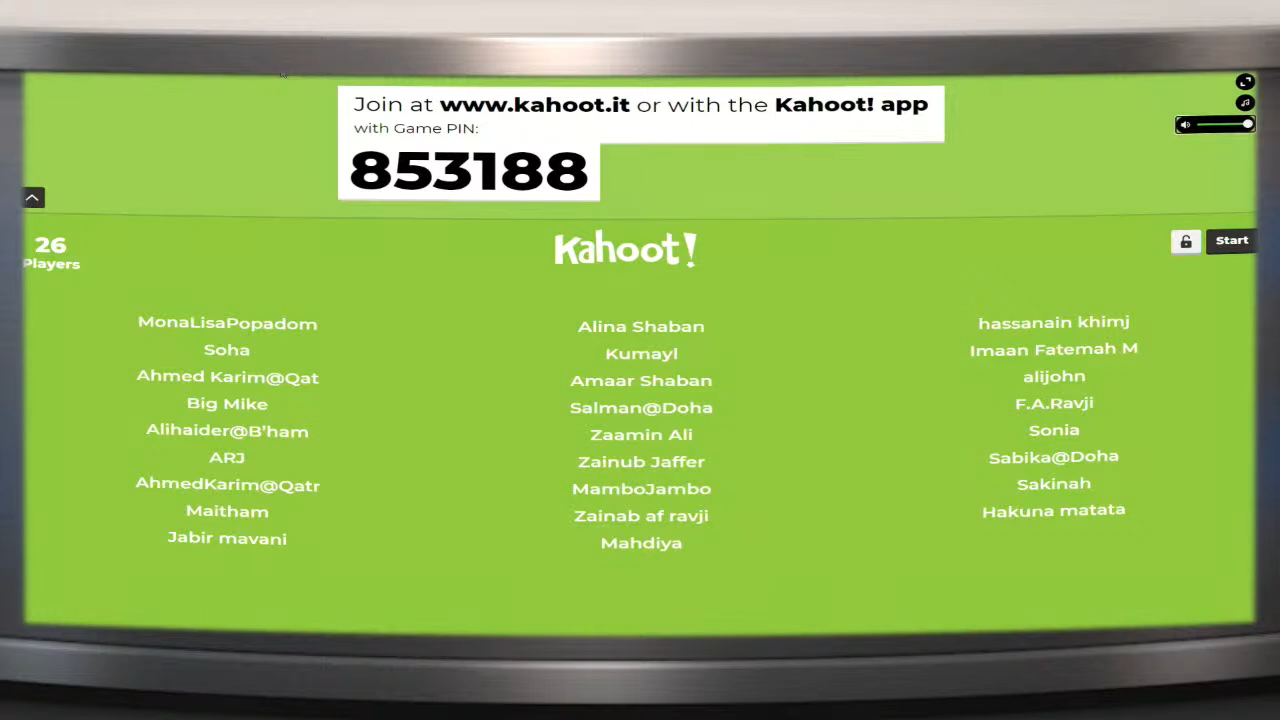 Join at www.kahoot.it or with the Kahoot! app
with Game PIN:
853188
26
Players
Kahoot!
Start
MonaLisaPopadom
Soha
Ahmed Karim@Qat
Big Mike
Alihaider@B'ham
ARJ
AhmedKarim@Qatr
Maitham
Jabir mavani
Alina Shaban
Kumayl
Amaar Shaban
Salman@Doha
Zaamin Ali
Zainub Jaffer
MamboJambo
Zainab af ravji
Mahdiya
hassanain khimj
Imaan Fatemah M
alijohn
F.A.Ravji
Sonia
Sabika@Doha
Sakinah
Hakuna matata